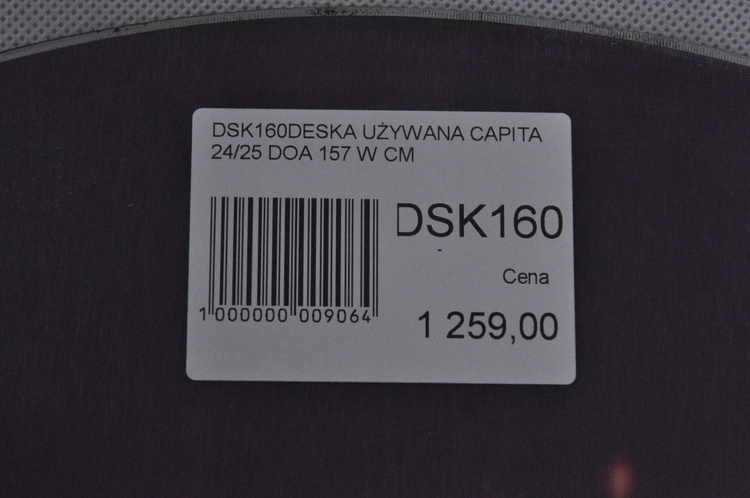 DSK160DESKA UŻYWANA CAPITA
24/25 DOA 157 W CM
DSK160
-
Cena
1 259,00
1 000000 009064